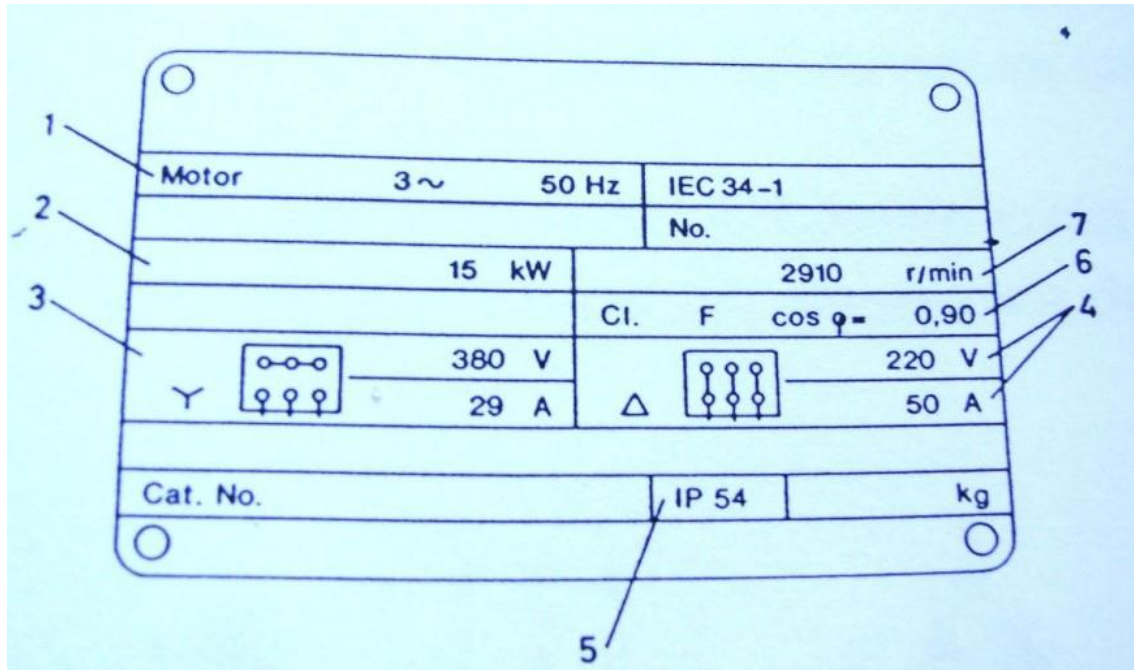 1
Motor 3~ 50 Hz IEC 34-1
2
No.
7
15 kW 2910 r/min
6
3
Cl. F cos φ= 0,90
4
380 V 220 V
Y 29 A △ 50 A
Cat. No. IP 54 kg
5